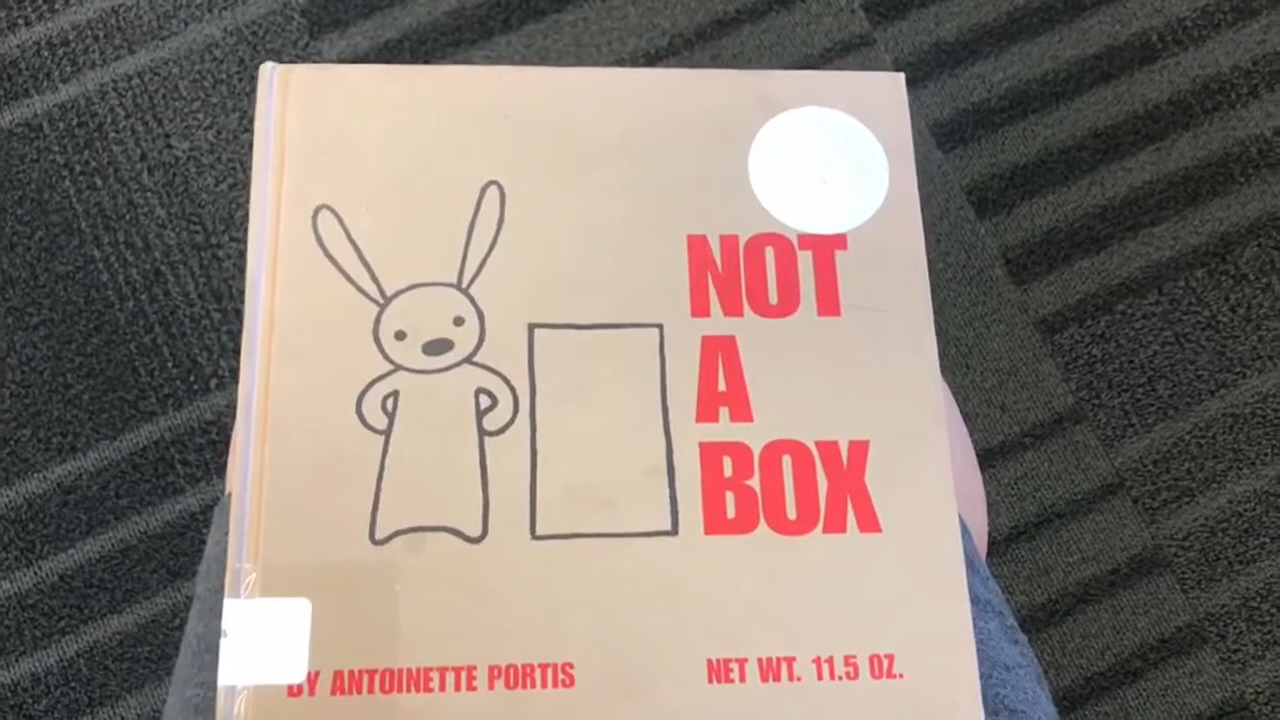 NOT
A
BOX
BY ANTOINETTE PORTIS
NET WT. 11.5 OZ.